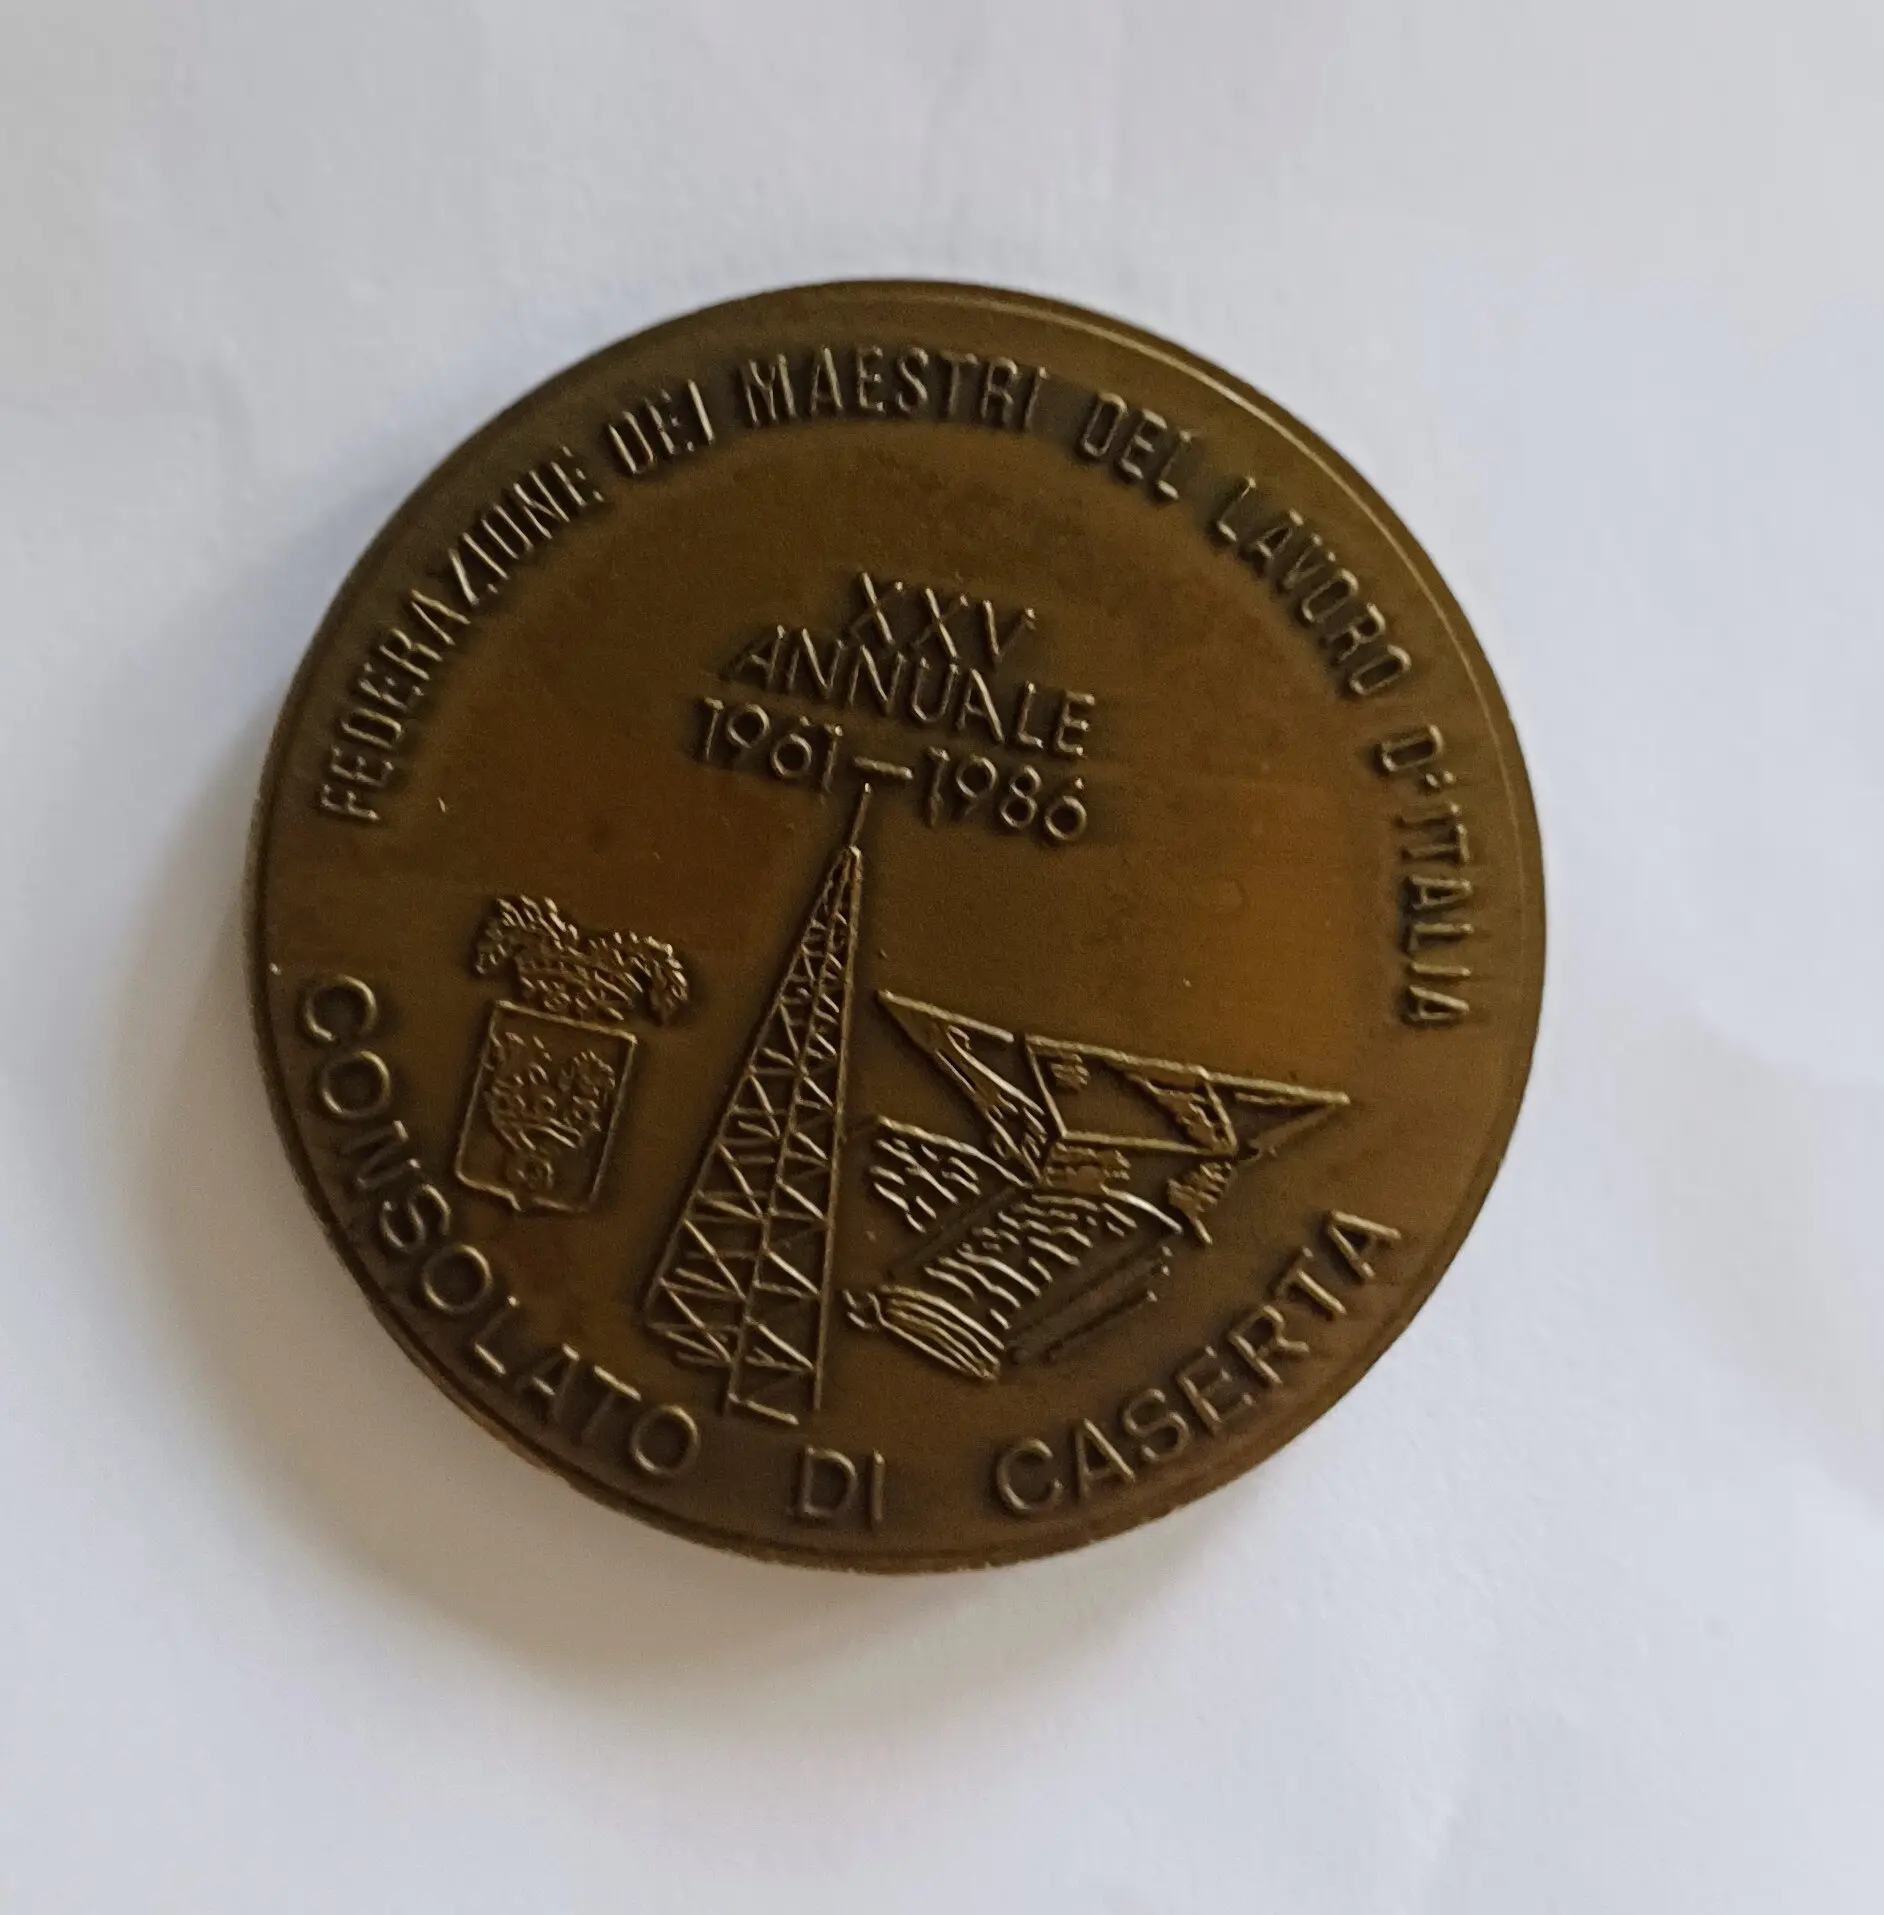 FEDERAZIONE DEI MAESTRI DEL LAVORO D'ITALIA
XXV
ANNUALE
1961-1986
CONSOLATO DI CASERTA